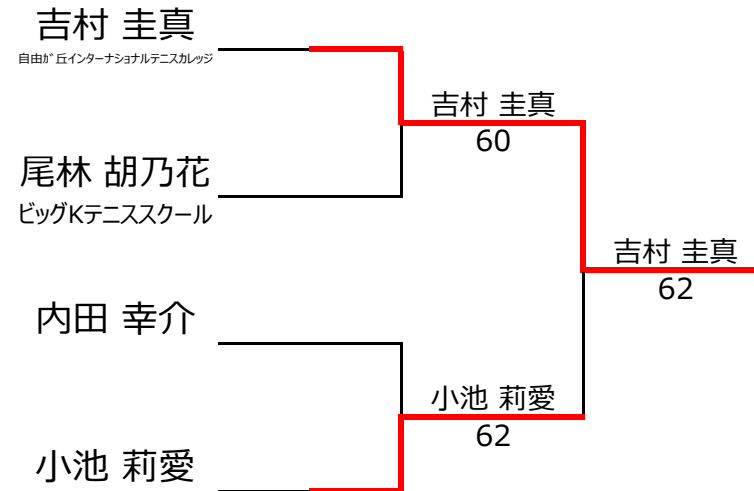 吉村 圭真
自由ｶﾞ丘インターナショナルテニスカレッジ
吉村 圭真
60
尾林 胡乃花
ビッグKテニススクール
吉村 圭真
62
内田 幸介
小池 莉愛
62
小池 莉愛